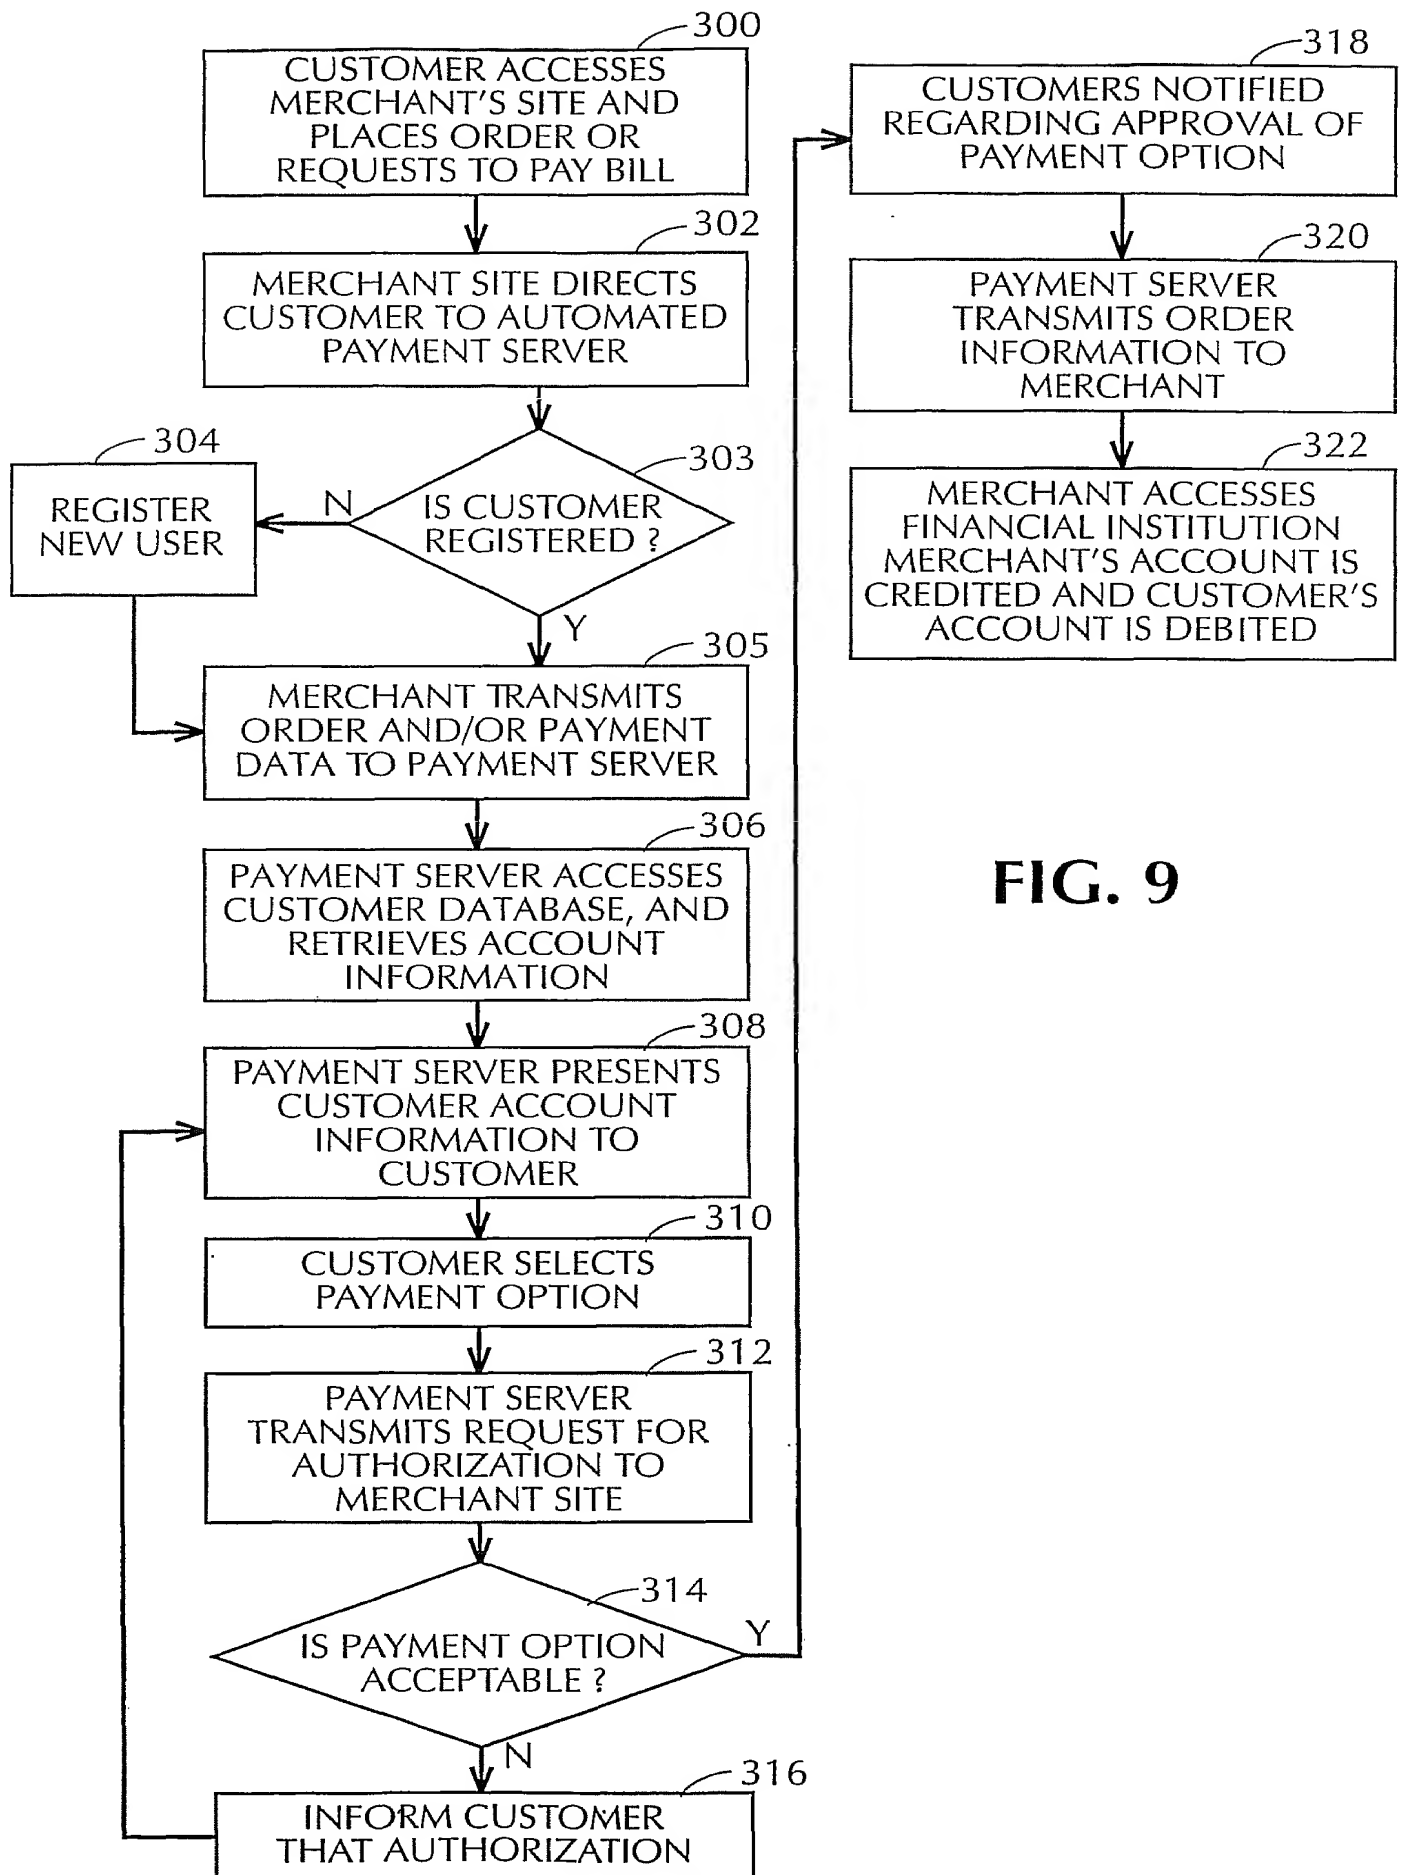 300
CUSTOMER ACCESSES
MERCHANT'S SITE AND
PLACES ORDER OR
REQUESTS TO PAY BILL
302
MERCHANT SITE DIRECTS
CUSTOMER TO AUTOMATED
PAYMENT SERVER
303
IS CUSTOMER
REGISTERED ?
N
Y
304
REGISTER
NEW USER
305
MERCHANT TRANSMITS
ORDER AND/OR PAYMENT
DATA TO PAYMENT SERVER
306
PAYMENT SERVER ACCESSES
CUSTOMER DATABASE, AND
RETRIEVES ACCOUNT
INFORMATION
308
PAYMENT SERVER PRESENTS
CUSTOMER ACCOUNT
INFORMATION TO
CUSTOMER
310
CUSTOMER SELECTS
PAYMENT OPTION
312
PAYMENT SERVER
TRANSMITS REQUEST FOR
AUTHORIZATION TO
MERCHANT SITE
314
IS PAYMENT OPTION
ACCEPTABLE ?
Y
N
316
INFORM CUSTOMER
THAT AUTHORIZATION
318
CUSTOMERS NOTIFIED
REGARDING APPROVAL OF
PAYMENT OPTION
320
PAYMENT SERVER
TRANSMITS ORDER
INFORMATION TO
MERCHANT
322
MERCHANT ACCESSES
FINANCIAL INSTITUTION
MERCHANT'S ACCOUNT IS
CREDITED AND CUSTOMER'S
ACCOUNT IS DEBITED
FIG. 9